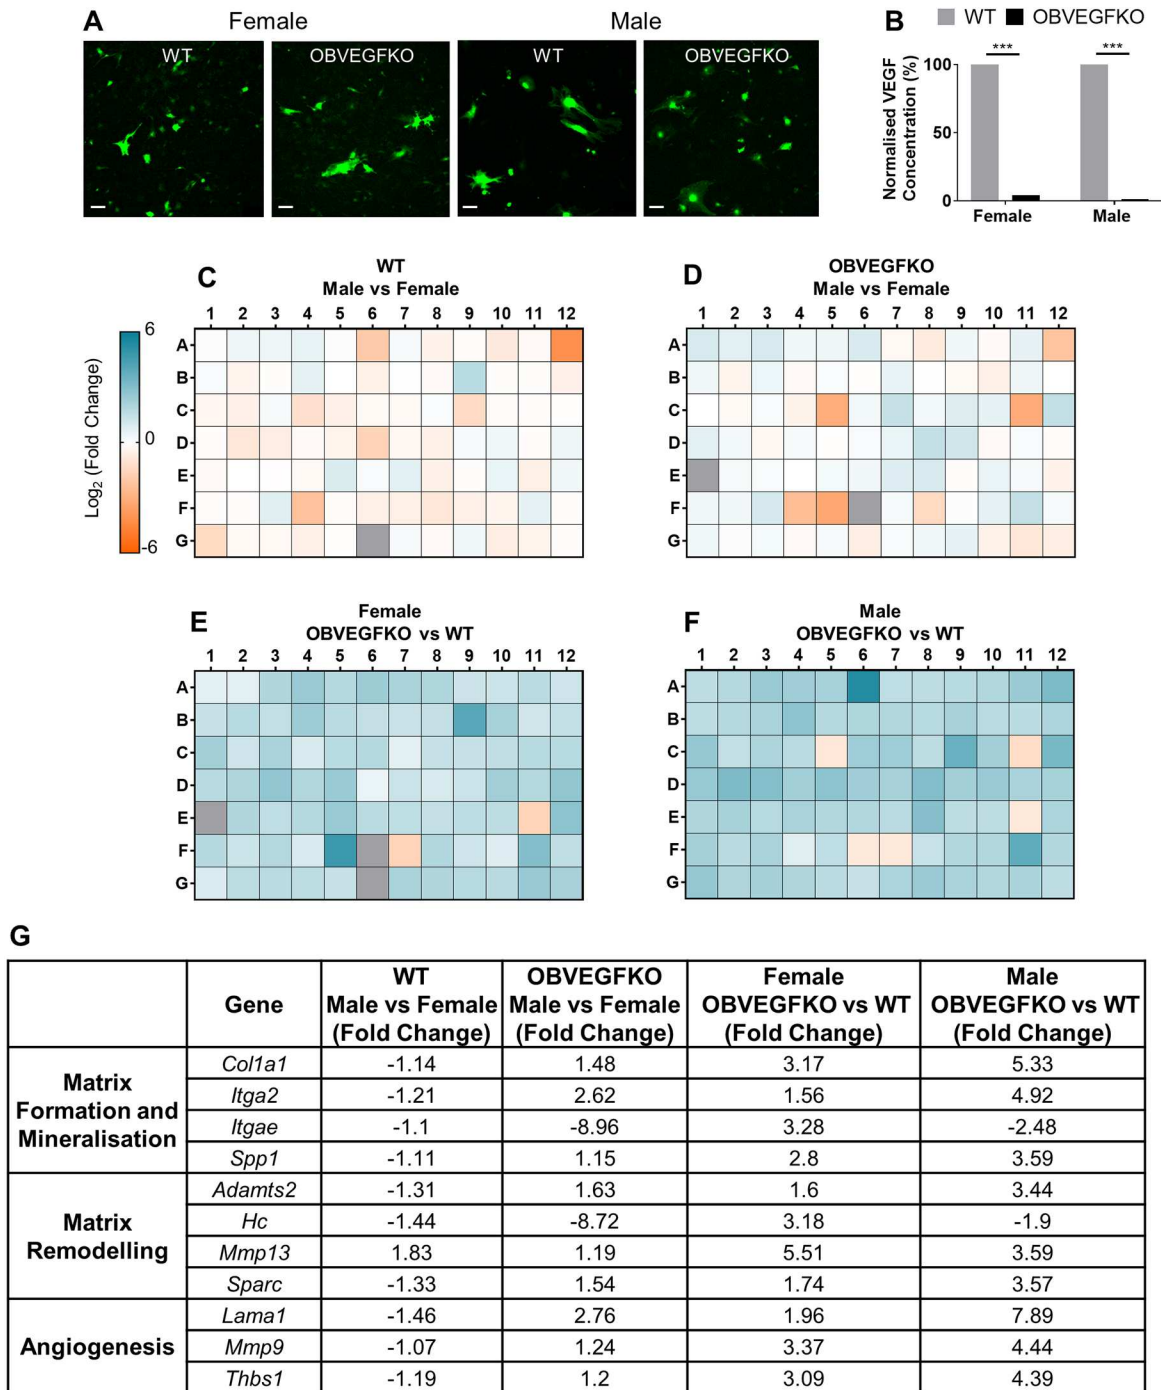 A
Female
Male
WT
OBVEGFKO
WT
OBVEGFKO
B
WT OBVEGFKO
Normalised VEGF
Concentration (%)
100
50
0
*** ***
Female Male
C
WT
Male vs Female
1 2 3 4 5 6 7 8 9 10 11 12
A
B
C
D
E
F
G
6
0
-6
Log2 (Fold Change)
D
OBVEGFKO
Male vs Female
1 2 3 4 5 6 7 8 9 10 11 12
A
B
C
D
E
F
G
E
Female
OBVEGFKO vs WT
1 2 3 4 5 6 7 8 9 10 11 12
A
B
C
D
E
F
G
F
Male
OBVEGFKO vs WT
1 2 3 4 5 6 7 8 9 10 11 12
A
B
C
D
E
F
G
G
Gene
WT
Male vs Female
(Fold Change)
OBVEGFKO
Male vs Female
(Fold Change)
Female
OBVEGFKO vs WT
(Fold Change)
Male
OBVEGFKO vs WT
(Fold Change)
Matrix
Formation and
Mineralisation
Col1a1 -1.14 1.48 3.17 5.33
Itga2 -1.21 2.62 1.56 4.92
Itgae -1.1 -8.96 3.28 -2.48
Spp1 -1.11 1.15 2.8 3.59
Matrix
Remodelling
Adamts2 -1.31 1.63 1.6 3.44
Hc -1.44 -8.72 3.18 -1.9
Mmp13 1.83 1.19 5.51 3.59
Sparc -1.33 1.54 1.74 3.57
Angiogenesis
Lama1 -1.46 2.76 1.96 7.89
Mmp9 -1.07 1.24 3.37 4.44
Thbs1 -1.19 1.2 3.09 4.39